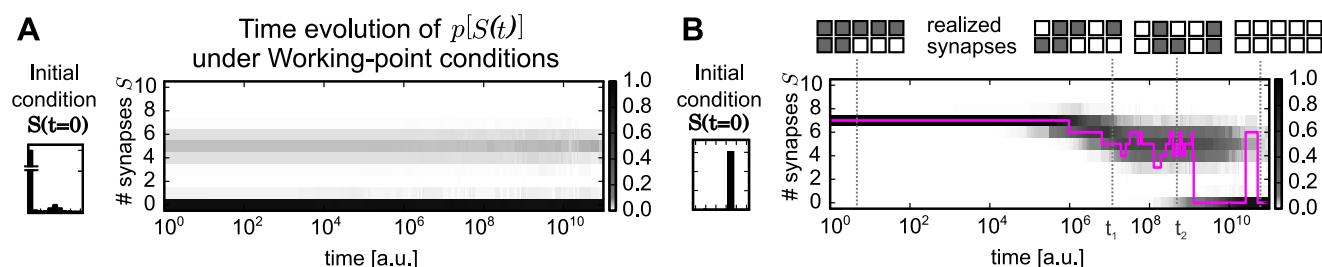 A
Time evolution of p[S(t)]
under Working-point conditions
Initial
condition
S(t=0)
# synapses S
10
8
6
4
2
0
10^0
10^2
10^4
10^6
10^8
10^10
time [a.u.]
1.0
0.8
0.6
0.4
0.2
0.0
B
realized
synapses
Initial
condition
S(t=0)
# synapses S
10
8
6
4
2
0
10^0
10^2
10^4
10^6
t_1
10^8
t_2
10^10
time [a.u.]
1.0
0.8
0.6
0.4
0.2
0.0